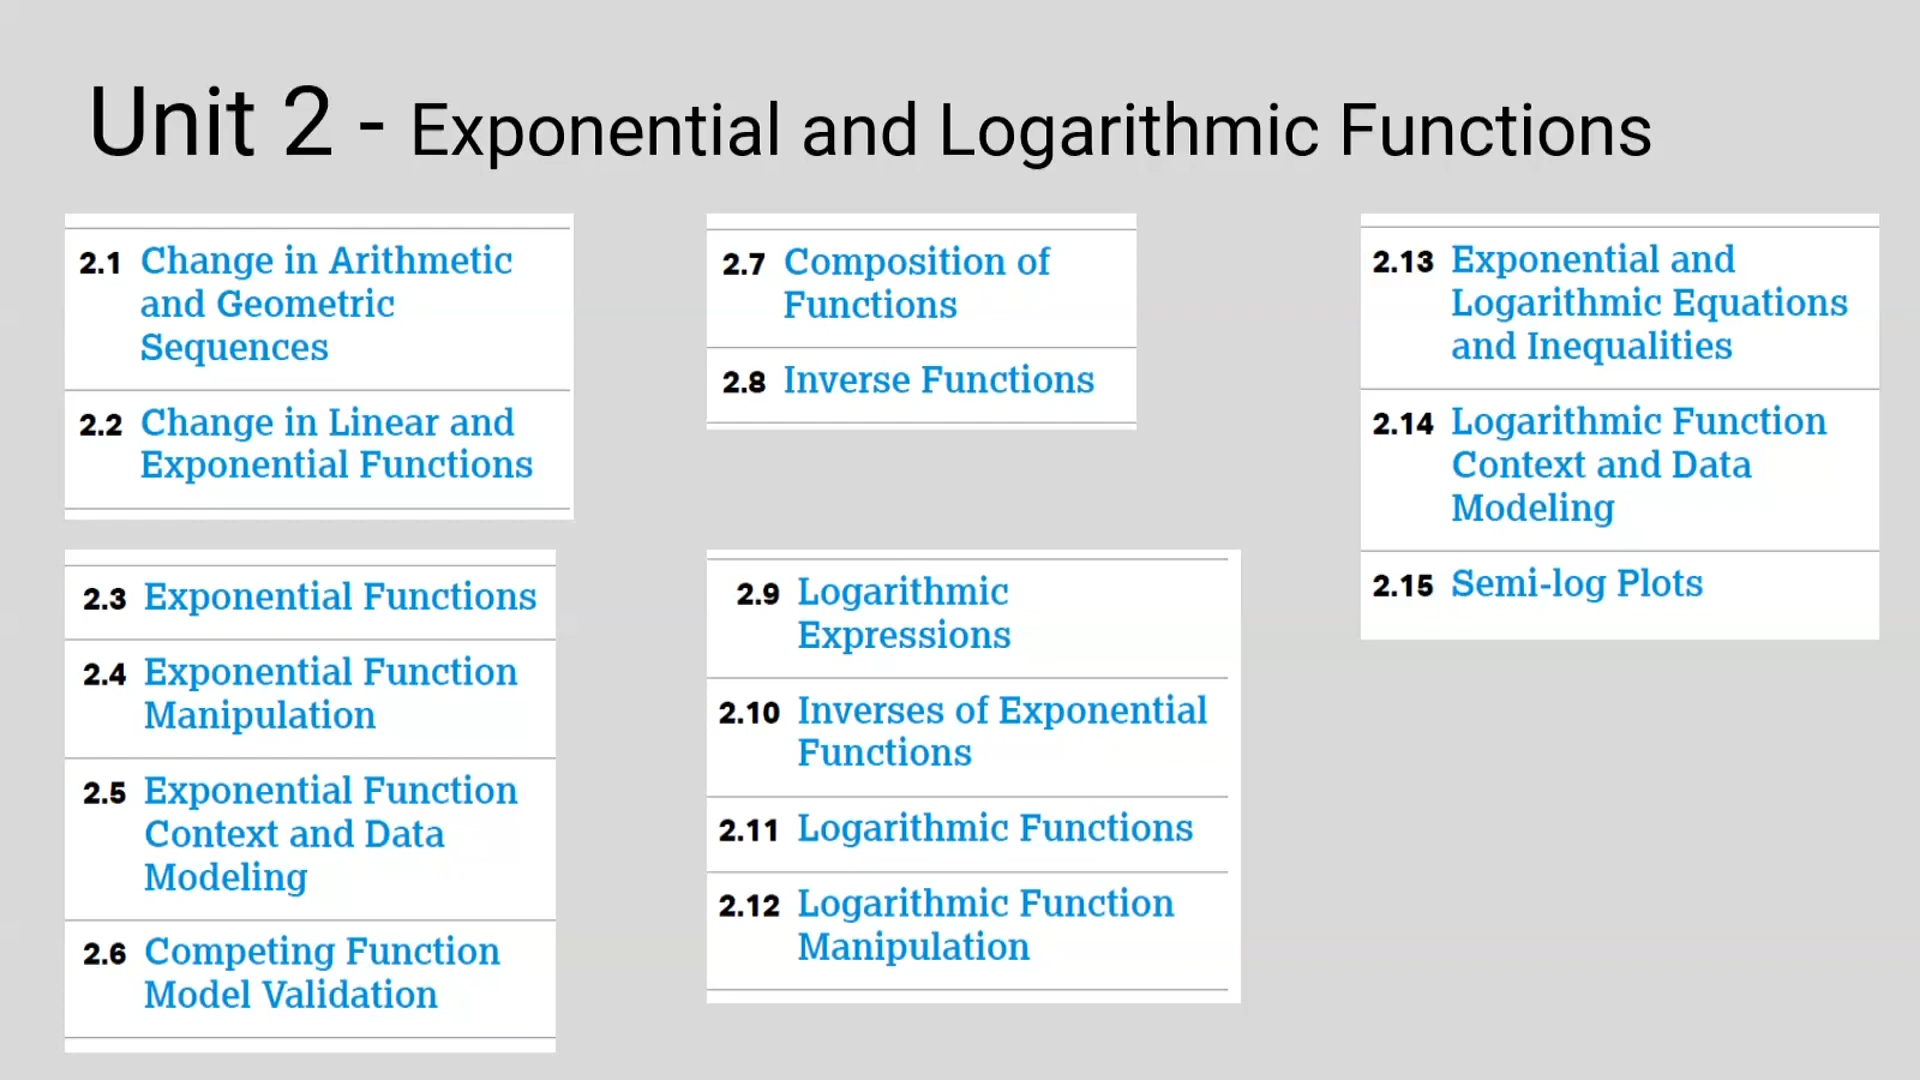 Unit 2 - Exponential and Logarithmic Functions
2.1 Change in Arithmetic
and Geometric
Sequences
2.2 Change in Linear and
Exponential Functions
2.3 Exponential Functions
2.4 Exponential Function
Manipulation
2.5 Exponential Function
Context and Data
Modeling
2.6 Competing Function
Model Validation
2.7 Composition of
Functions
2.8 Inverse Functions
2.9 Logarithmic
Expressions
2.10 Inverses of Exponential
Functions
2.11 Logarithmic Functions
2.12 Logarithmic Function
Manipulation
2.13 Exponential and
Logarithmic Equations
and Inequalities
2.14 Logarithmic Function
Context and Data
Modeling
2.15 Semi-log Plots